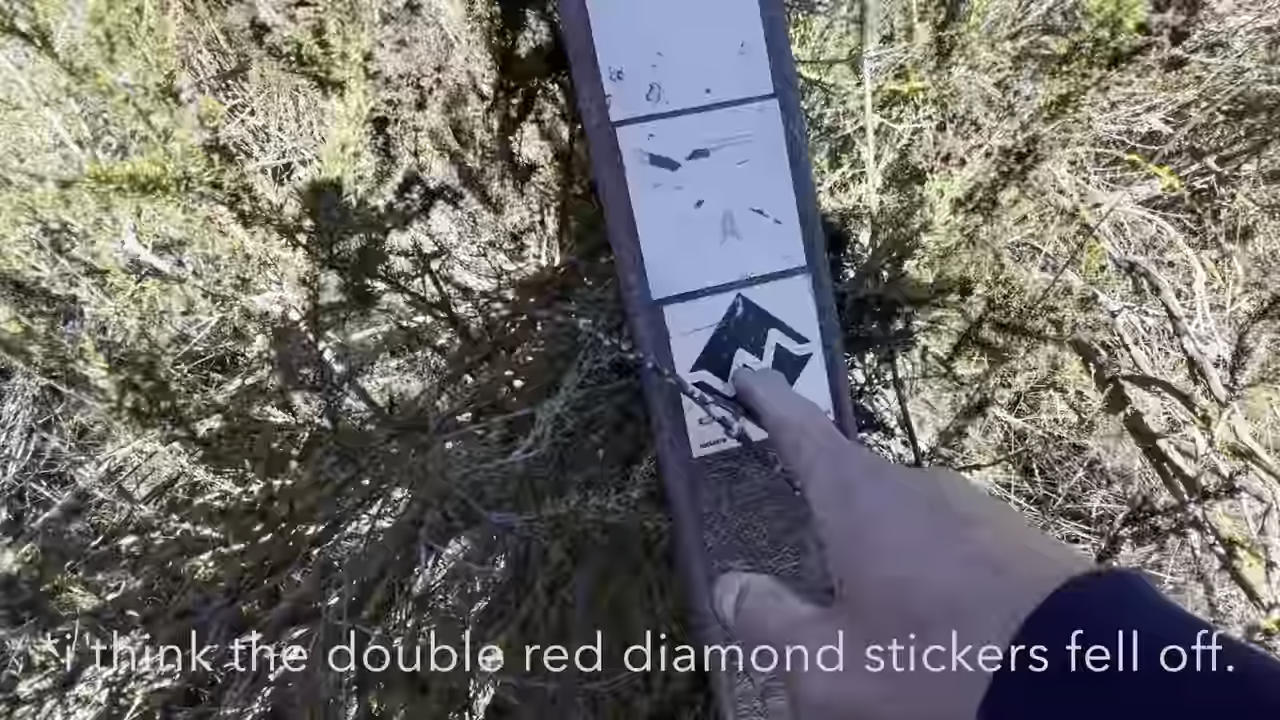 *i think the double red diamond stickers fell off.